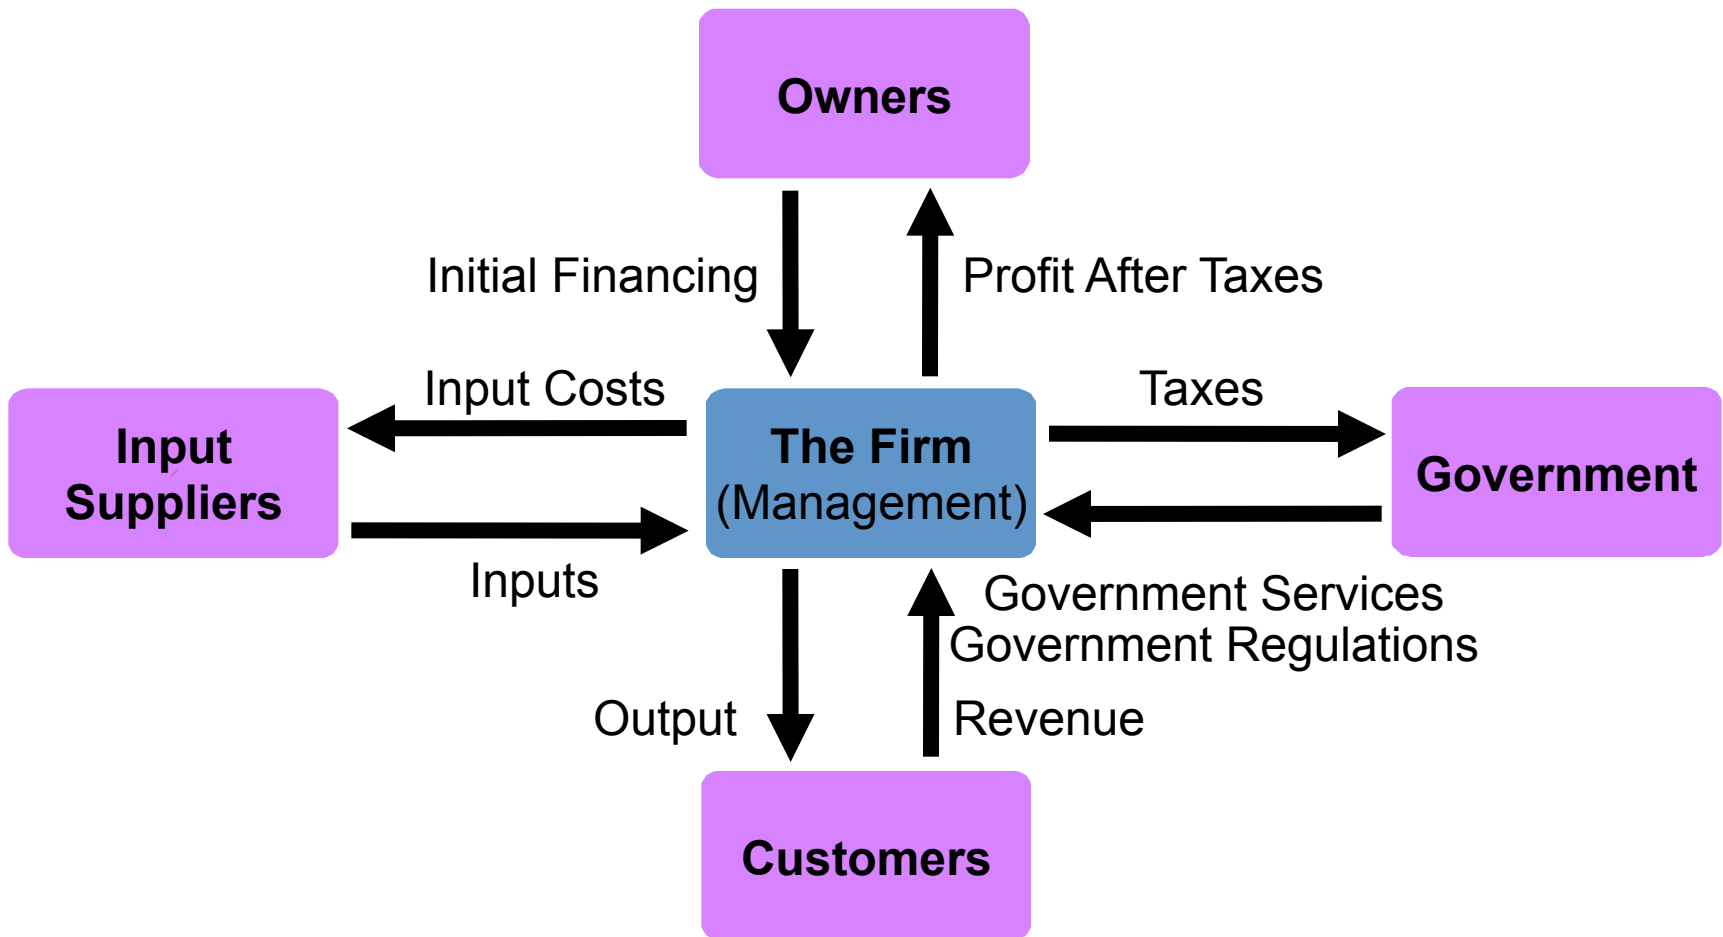 Owners
Initial Financing
Profit After Taxes
Input Costs
Taxes
Input
Suppliers
The Firm
(Management)
Government
Inputs
Government Services
Government Regulations
Output
Revenue
Customers